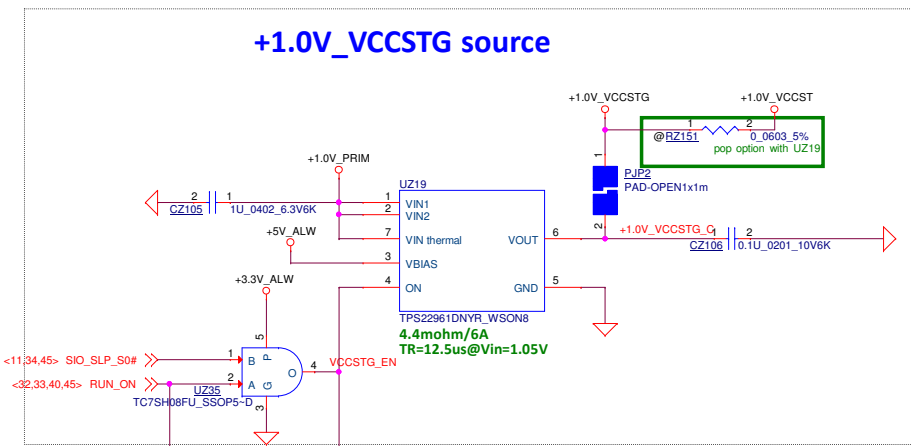 +1.0V_VCCSTG source
+1.0V_VCCSTG
+1.0V_VCCST
1
2
@RZ151
0_0603_5%
pop option with UZ19
+1.0V_PRIM
UZ19
1
PJP2
PAD-OPEN1x1m
2
2
1
CZ105
1U_0402_6.3V6K
1
VIN1
2
VIN2
7
VIN thermal
VOUT
6
+1.0V_VCCSTG_C
1
2
CZ106
0.1U_0201_10V6K
+5V_ALW
3
VBIAS
+3.3V_ALW
4
ON
GND
5
TPS22961DNYR_WSON8
4.4mohm/6A
TR=12.5us@Vin=1.05V
5
P
<11,34,45> SIO_SLP_S0#
1
B
O
4
VCCSTG_EN
<32,33,40,45> RUN_ON
2
A
G
UZ35
3
TC7SH08FU_SSOP5~D